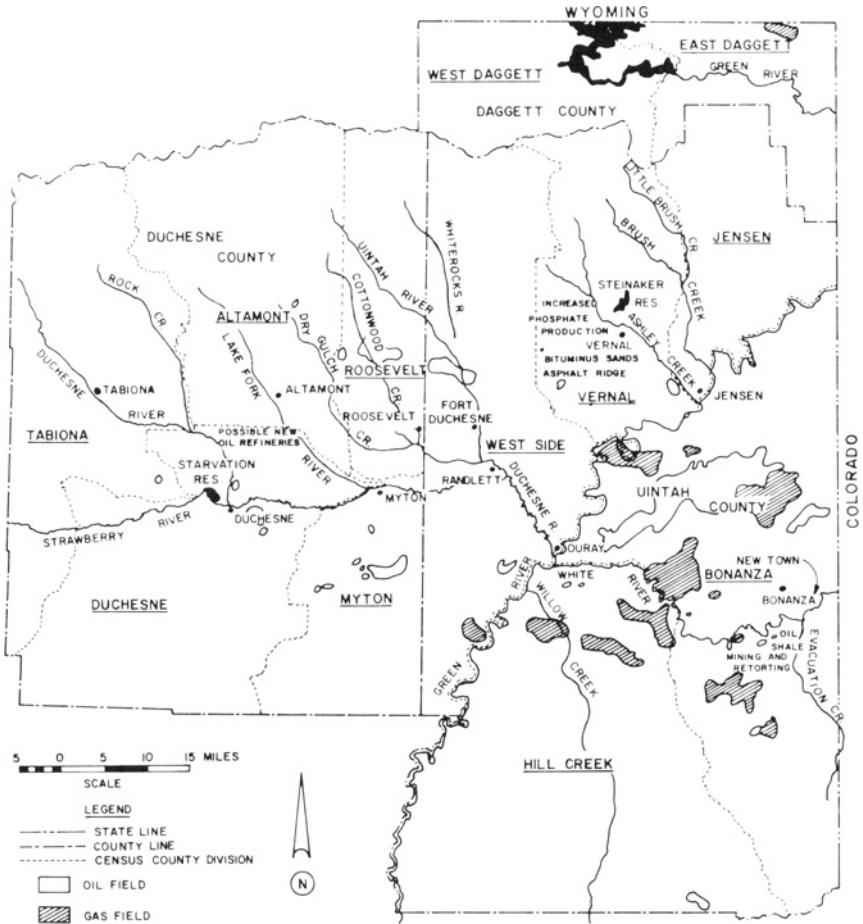 WYOMING
EAST DAGGETT
WEST DAGGETT
GREEN
RIVER
DAGGETT COUNTY
DUCHESNE
COUNTY
ROCK
CR.
ALTAMONT
LAKE FORK
RIVER
DRY
GULCH
CR.
COTTONWOOD
CR.
UINTAH
RIVER
WHITEROCKS R.
LITTLE BRUSH
CR.
BRUSH
CREEK
JENSEN
STEINAKER
RES.
INCREASED
PHOSPHATE
PRODUCTION
ASHLEY
CREEK
VERNAL
BITUMINUS SANDS
ASPHALT RIDGE
VERNAL
JENSEN
DUCHESNE
RIVER
TABIONA
TABIONA
ALTAMONT
ROOSEVELT
ROOSEVELT
FORT
DUCHESNE
WEST SIDE
POSSIBLE NEW
OIL REFINERIES
STARVATION
RES.
MYTON
RANDLETT
DUCHESNE R.
UINTAH
COUNTY
COLORADO
STRAWBERRY
RIVER
DUCHESNE
OURAY
WHITE
RIVER
NEW TOWN
BONANZA
BONANZA
DUCHESNE
MYTON
GREEN
RIVER
WILLOW
CREEK
OIL
SHALE
MINING AND
RETORTING
EVACUATION CR.
HILL CREEK
5 0 5 10 15 MILES
SCALE
LEGEND
STATE LINE
COUNTY LINE
CENSUS COUNTY DIVISION
OIL FIELD
GAS FIELD
N